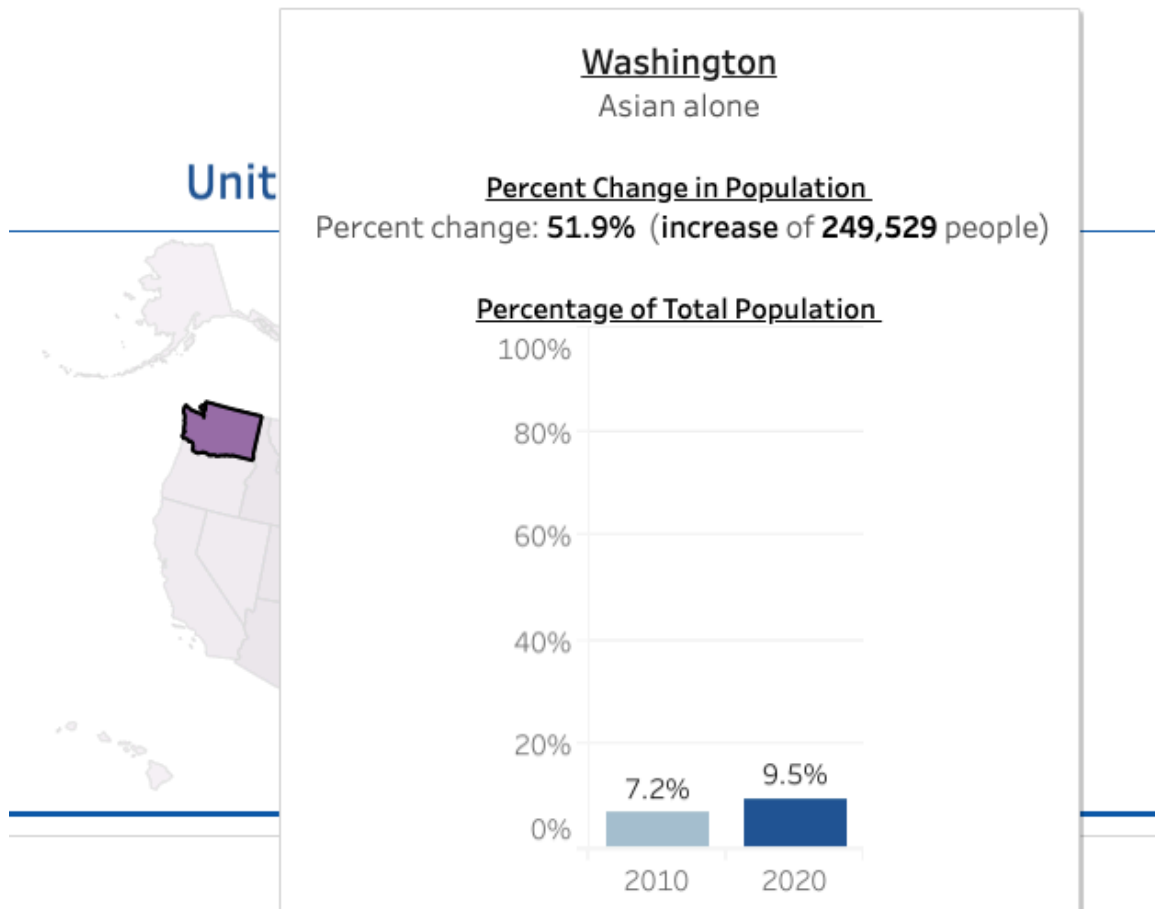 Washington
Asian alone
Unit
Percent Change in Population
Percent change: 51.9% (increase of 249,529 people)
Percentage of Total Population
100%
80%
60%
40%
20%
0%
7.2%
9.5%
2010
2020